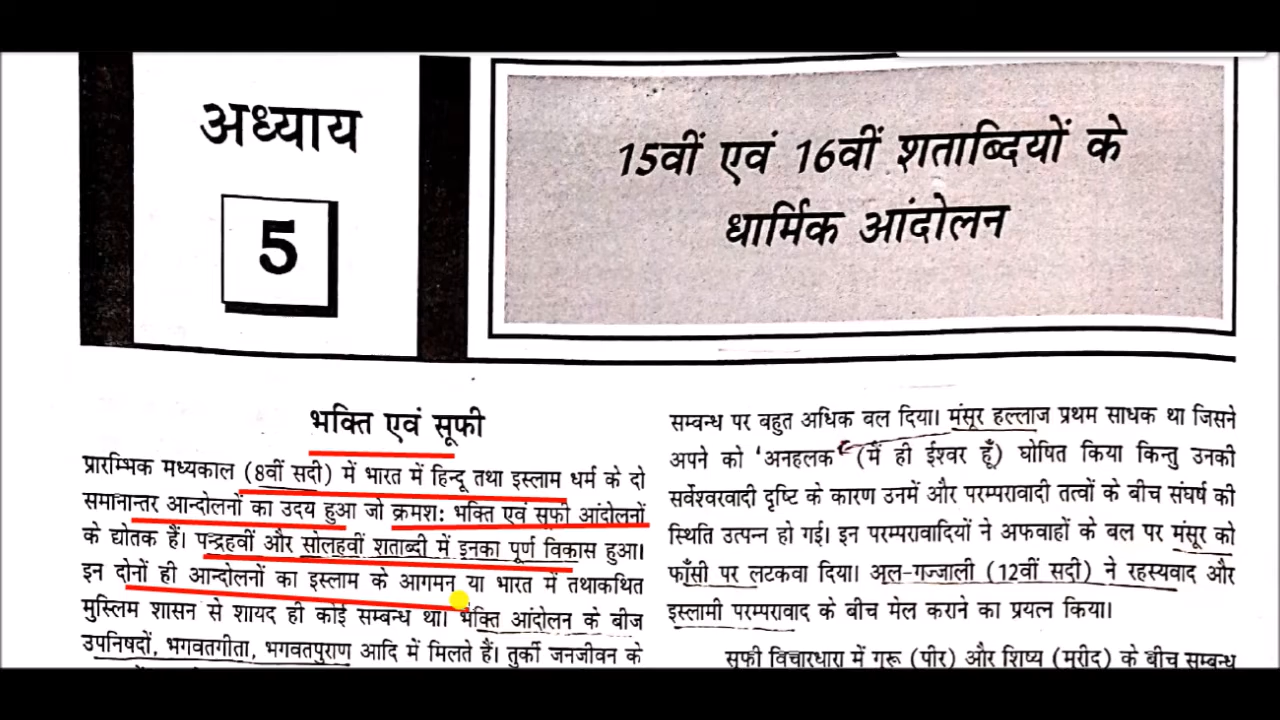 अध्याय
5
15वीं एवं 16वीं शताब्दियों के
धार्मिक आंदोलन
भक्ति एवं सूफी
प्रारम्भिक मध्यकाल (8वीं सदी) में भारत में हिन्दू तथा इस्लाम धर्म के दो
समानान्तर आन्दोलनों का उदय हुआ जो क्रमश: भक्ति एवं सूफी आंदोलनों
के द्योतक हैं। पन्द्रहवीं और सोलहवीं शताब्दी में इनका पूर्ण विकास हुआ।
इन दोनों ही आन्दोलनों का इस्लाम के आगमन या भारत में तथाकथित
मुस्लिम शासन से शायद ही कोई सम्बन्ध था। भक्ति आंदोलन के बीज
उपनिषदों, भगवतगीता, भगवतपुराण आदि में मिलते हैं। तुर्की जनजीवन के
सम्बन्ध पर बहुत अधिक बल दिया। मंसूर हल्लाज प्रथम साधक था जिसने
अपने को 'अनहलक' (मैं ही ईश्वर हूँ) घोषित किया किन्तु उनकी
सर्वेश्वरवादी दृष्टि के कारण उनमें और परम्परावादी तत्वों के बीच संघर्ष की
स्थिति उत्पन्न हो गई। इन परम्परावादियों ने अफवाहों के बल पर मंसूर को
फाँसी पर लटकवा दिया। अल-गज्जाली (12वीं सदी) ने रहस्यवाद और
इस्लामी परम्परावाद के बीच मेल कराने का प्रयत्न किया।
सूफी विचारधारा में गुरू (पीर) और शिष्य (मुरीद) के बीच सम्बन्ध